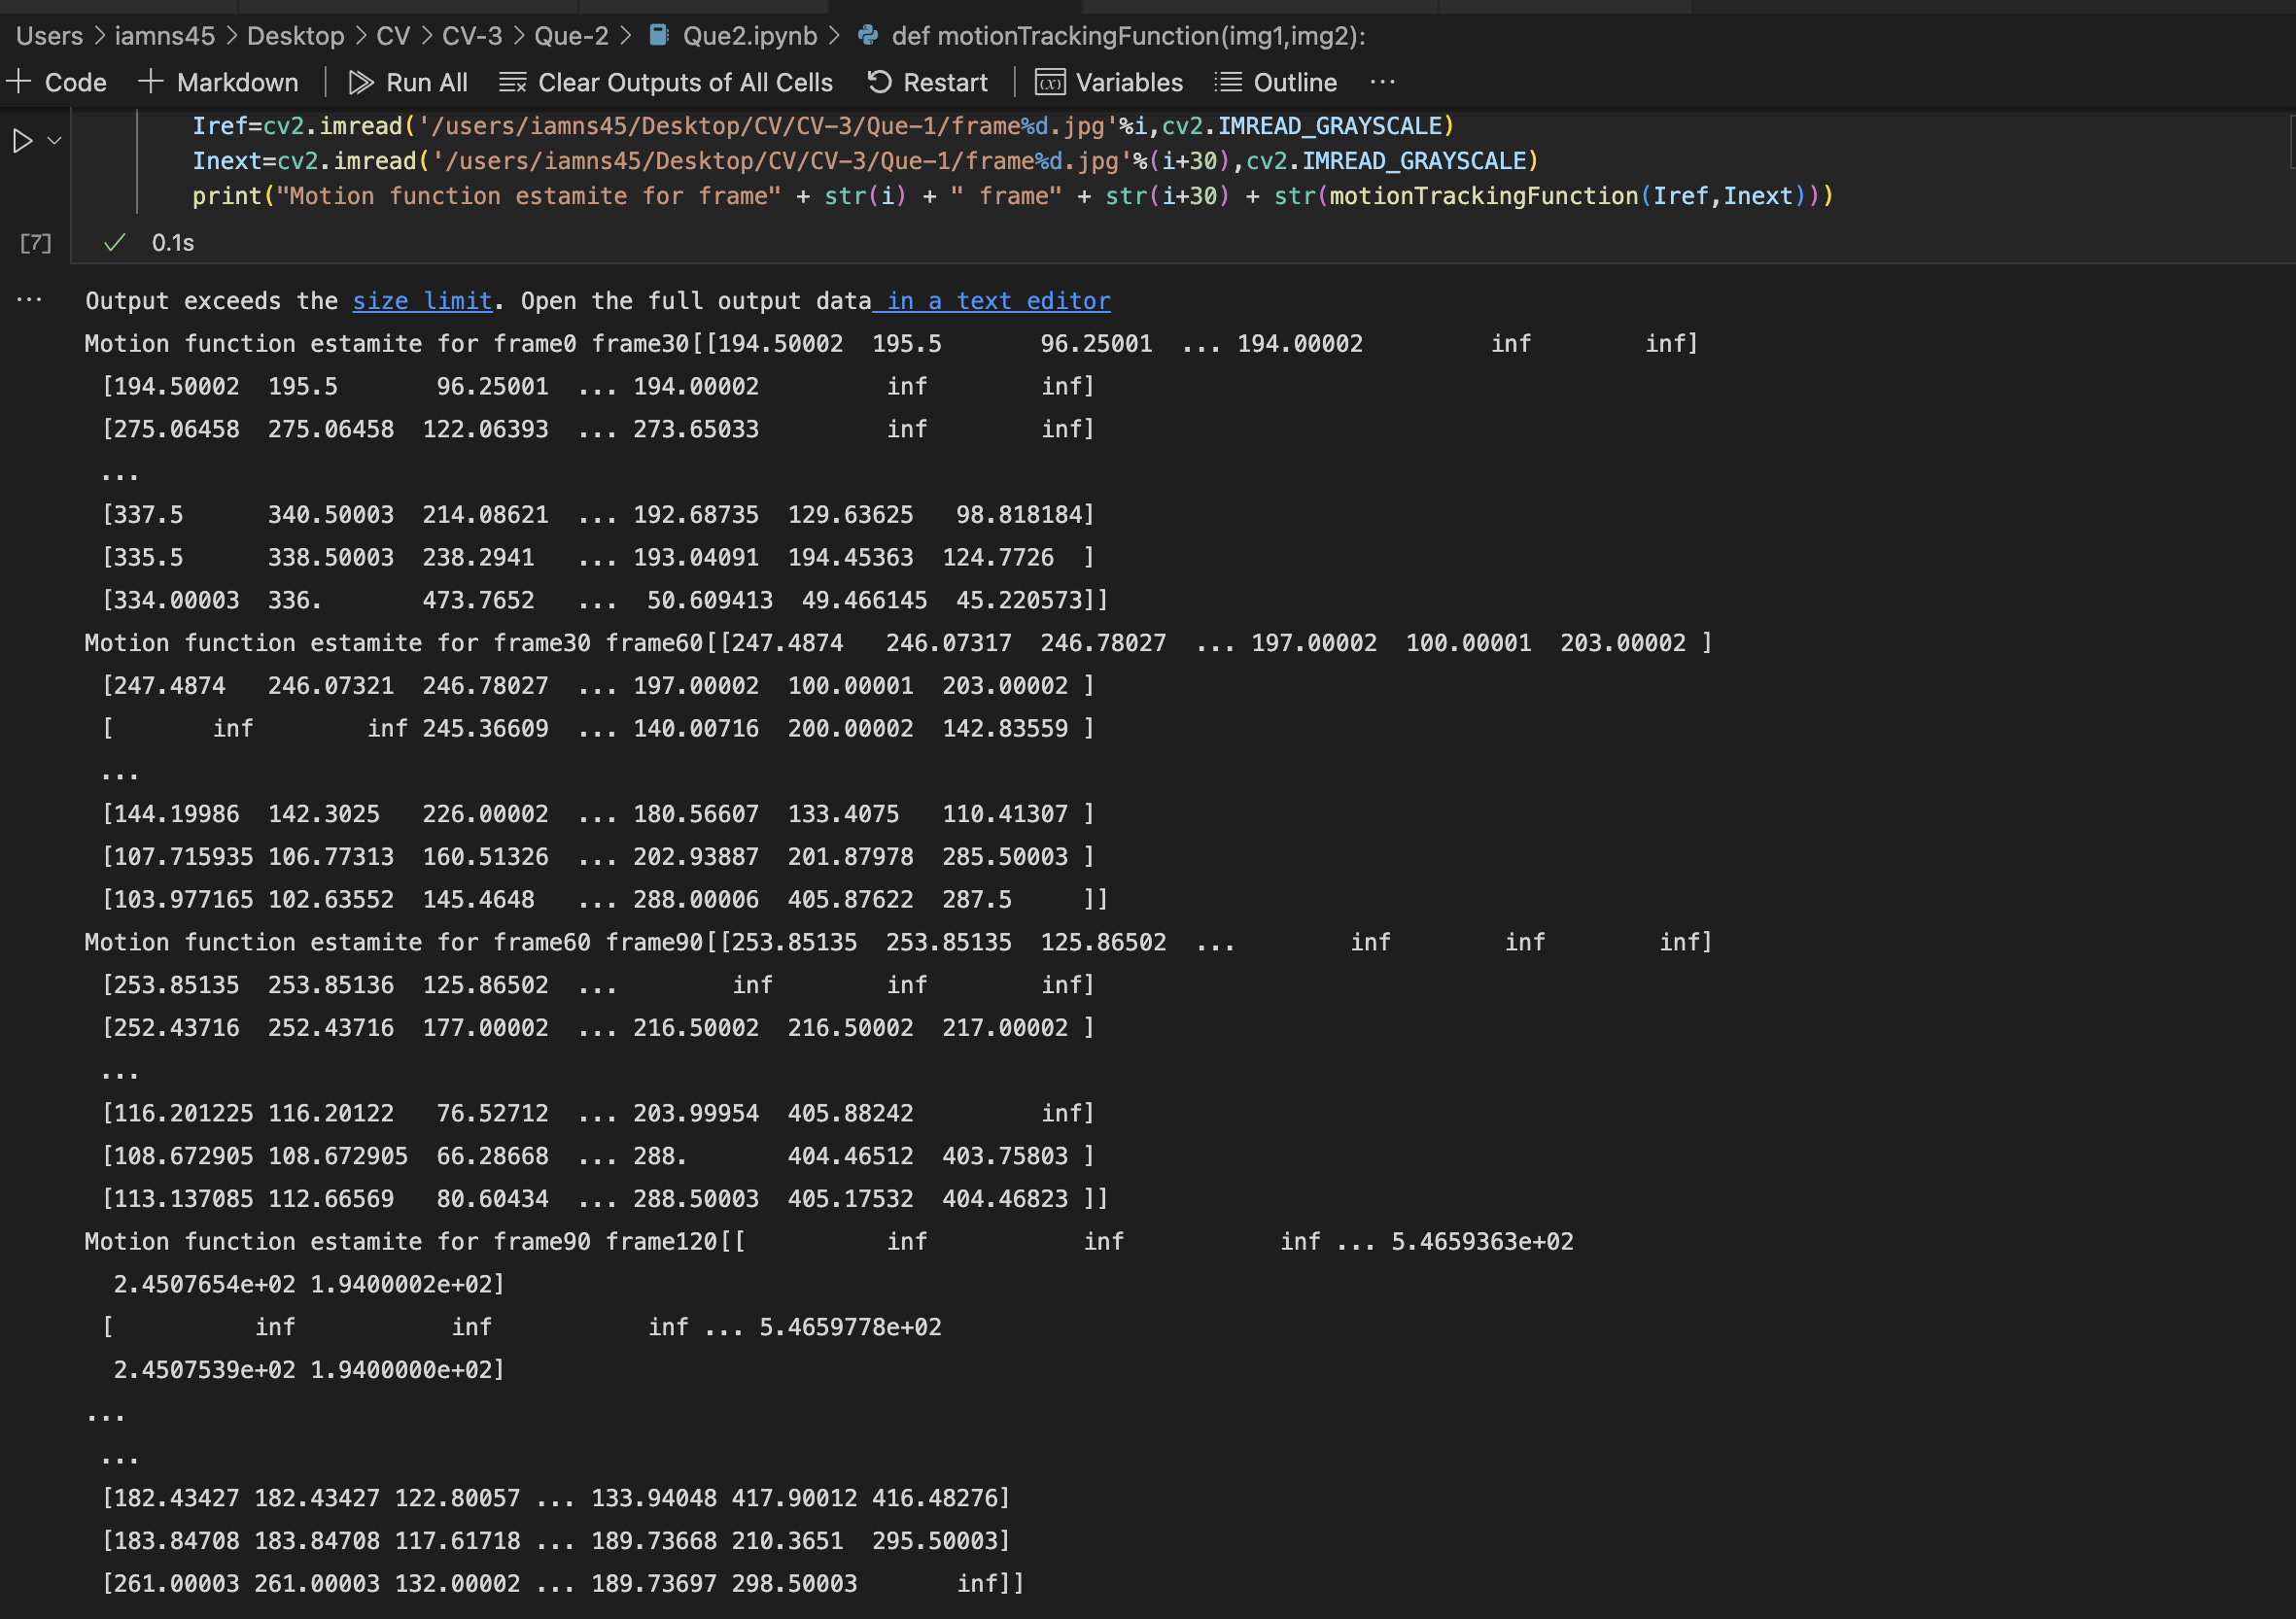 Users > iamns45 > Desktop > CV > CV-3 > Que-2 > Que2.ipynb > def motionTrackingFunction(img1,img2):
+ Code + Markdown | Run All Clear Outputs of All Cells Restart | (x) Variables Outline ...
Iref=cv2.imread('/users/iamns45/Desktop/CV/CV-3/Que-1/frame%d.jpg'%i,cv2.IMREAD_GRAYSCALE)
Inext=cv2.imread('/users/iamns45/Desktop/CV/CV-3/Que-1/frame%d.jpg'%(i+30),cv2.IMREAD_GRAYSCALE)
print("Motion function estamite for frame" + str(i) + " frame" + str(i+30) + str(motionTrackingFunction(Iref,Inext)))
[7] ✓ 0.1s
... Output exceeds the size limit. Open the full output data in a text editor
Motion function estamite for frame0 frame30[[194.50002 195.5 96.25001 ... 194.00002 inf inf]
[194.50002 195.5 96.25001 ... 194.00002 inf inf]
[275.06458 275.06458 122.06393 ... 273.65033 inf inf]
...
[337.5 340.50003 214.08621 ... 192.68735 129.63625 98.818184]
[335.5 338.50003 238.2941 ... 193.04091 194.45363 124.7726 ]
[334.00003 336. 473.7652 ... 50.609413 49.466145 45.220573]]
Motion function estamite for frame30 frame60[[247.4874 246.07317 246.78027 ... 197.00002 100.00001 203.00002 ]
[247.4874 246.07321 246.78027 ... 197.00002 100.00001 203.00002 ]
[ inf inf 245.36609 ... 140.00716 200.00002 142.83559 ]
...
[144.19986 142.3025 226.00002 ... 180.56607 133.4075 110.41307 ]
[107.715935 106.77313 160.51326 ... 202.93887 201.87978 285.50003 ]
[103.977165 102.63552 145.4648 ... 288.00006 405.87622 287.5 ]]
Motion function estamite for frame60 frame90[[253.85135 253.85135 125.86502 ... inf inf inf]
[253.85135 253.85136 125.86502 ... inf inf inf]
[252.43716 252.43716 177.00002 ... 216.50002 216.50002 217.00002 ]
...
[116.201225 116.20122 76.52712 ... 203.99954 405.88242 inf]
[108.672905 108.672905 66.28668 ... 288. 404.46512 403.75803 ]
[113.137085 112.66569 80.60434 ... 288.50003 405.17532 404.46823 ]]
Motion function estamite for frame90 frame120[[ inf inf inf ... 5.4659363e+02
2.4507654e+02 1.9400002e+02]
[ inf inf inf ... 5.4659778e+02
2.4507539e+02 1.9400000e+02]
...
...
[182.43427 182.43427 122.80057 ... 133.94048 417.90012 416.48276]
[183.84708 183.84708 117.61718 ... 189.73668 210.3651 295.50003]
[261.00003 261.00003 132.00002 ... 189.73697 298.50003 inf]]